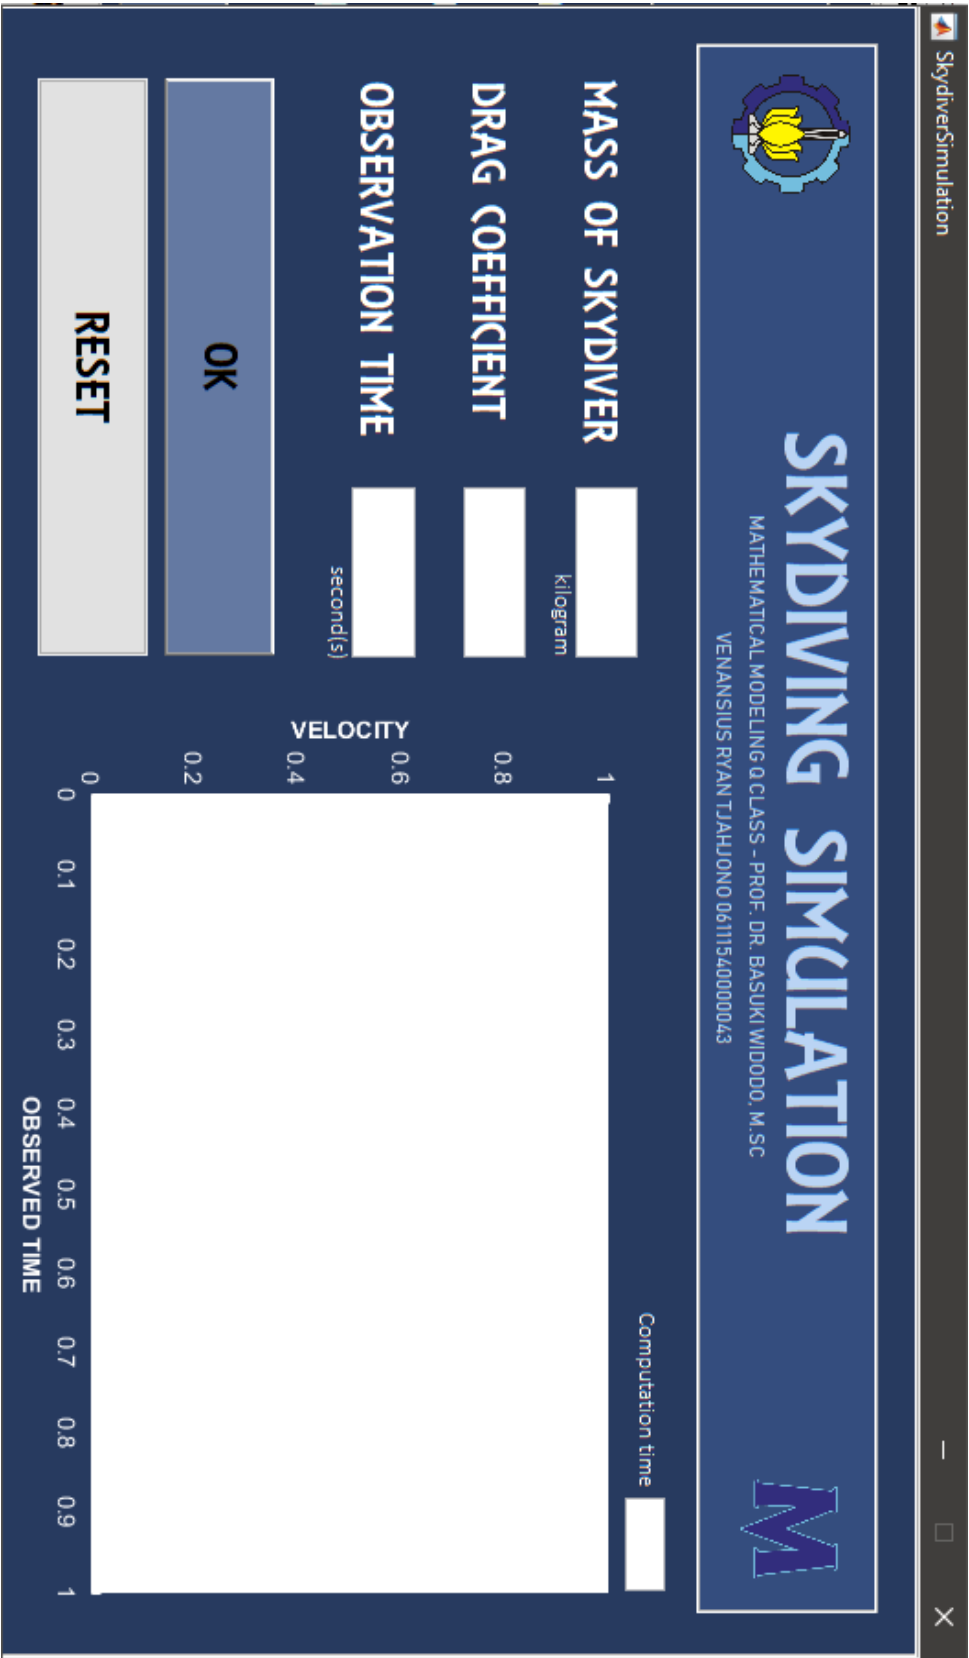 SkydiverSimulation
SKYDIVING SIMULATION
MATHEMATICAL MODELING Q CLASS - PROF. DR. BASUKI WIDODO, M.SC
VENANSIUS RYAN TJAHJONO 06111540000043
M
MASS OF SKYDIVER
kilogram
DRAG COEFFICIENT
OBSERVATION TIME
second(s)
OK
RESET
Computation time
VELOCITY
1
0.8
0.6
0.4
0.2
0
0 0.1 0.2 0.3 0.4 0.5 0.6 0.7 0.8 0.9 1
OBSERVED TIME